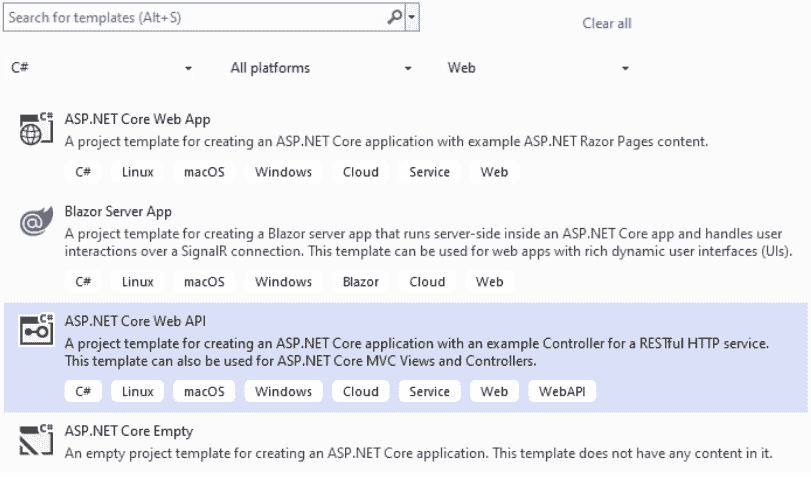 Search for templates (Alt+S)
Clear all
C#
All platforms
Web
C#
ASP.NET Core Web App
A project template for creating an ASP.NET Core application with example ASP.NET Razor Pages content.
C# Linux macOS Windows Cloud Service Web
Blazor Server App
A project template for creating a Blazor server app that runs server-side inside an ASP.NET Core app and handles user
interactions over a SignalR connection. This template can be used for web apps with rich dynamic user interfaces (UIs).
C# Linux macOS Windows Blazor Cloud Web
C#
ASP.NET Core Web API
A project template for creating an ASP.NET Core application with an example Controller for a RESTful HTTP service.
This template can also be used for ASP.NET Core MVC Views and Controllers.
C# Linux macOS Windows Cloud Service Web WebAPI
C#
ASP.NET Core Empty
An empty project template for creating an ASP.NET Core application. This template does not have any content in it.